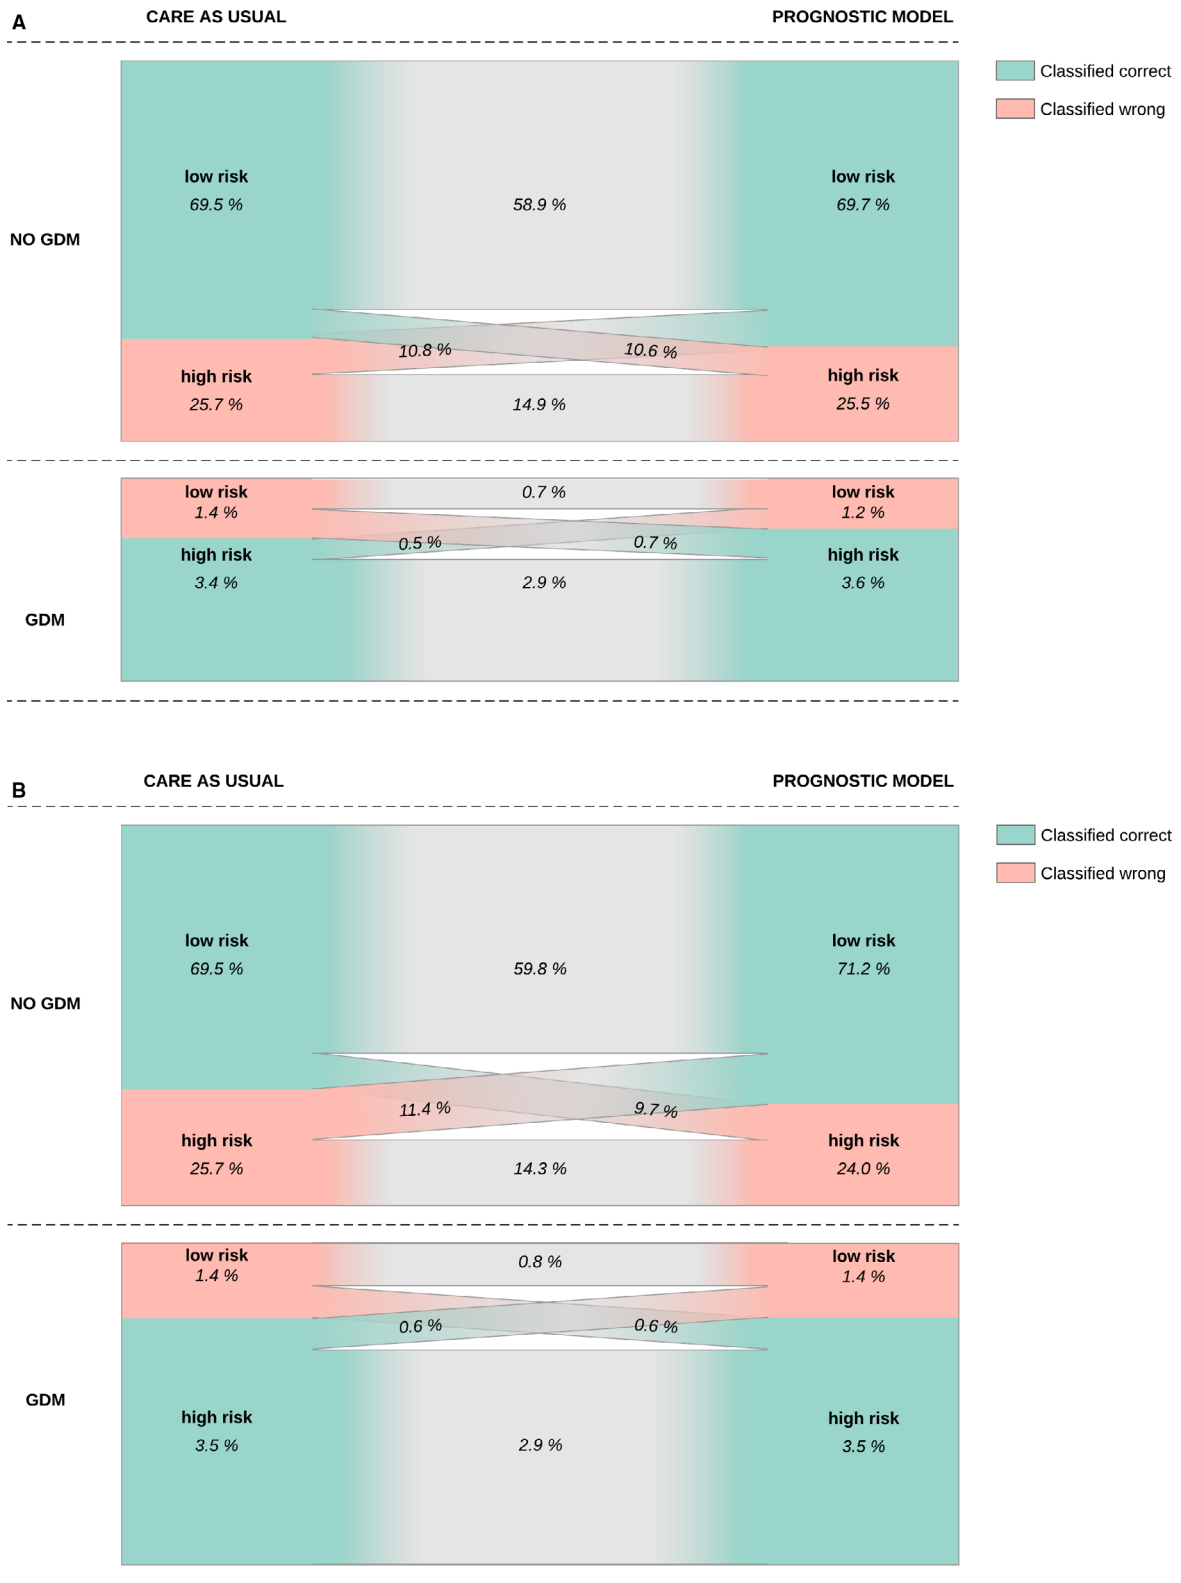 A
CARE AS USUAL PROGNOSTIC MODEL
Classified correct
Classified wrong
low risk low risk
69.5 % 58.9 % 69.7 %
NO GDM
10.8 % 10.6 %
high risk high risk
25.7 % 14.9 % 25.5 %
low risk 0.7 % low risk
1.4 % 1.2 %
0.5 % 0.7 %
high risk high risk
3.4 % 2.9 % 3.6 %
GDM
B
CARE AS USUAL PROGNOSTIC MODEL
Classified correct
Classified wrong
low risk low risk
69.5 % 59.8 % 71.2 %
NO GDM
11.4 % 9.7 %
high risk high risk
25.7 % 14.3 % 24.0 %
low risk 0.8 % low risk
1.4 % 1.4 %
0.6 % 0.6 %
GDM
high risk high risk
3.5 % 2.9 % 3.5 %